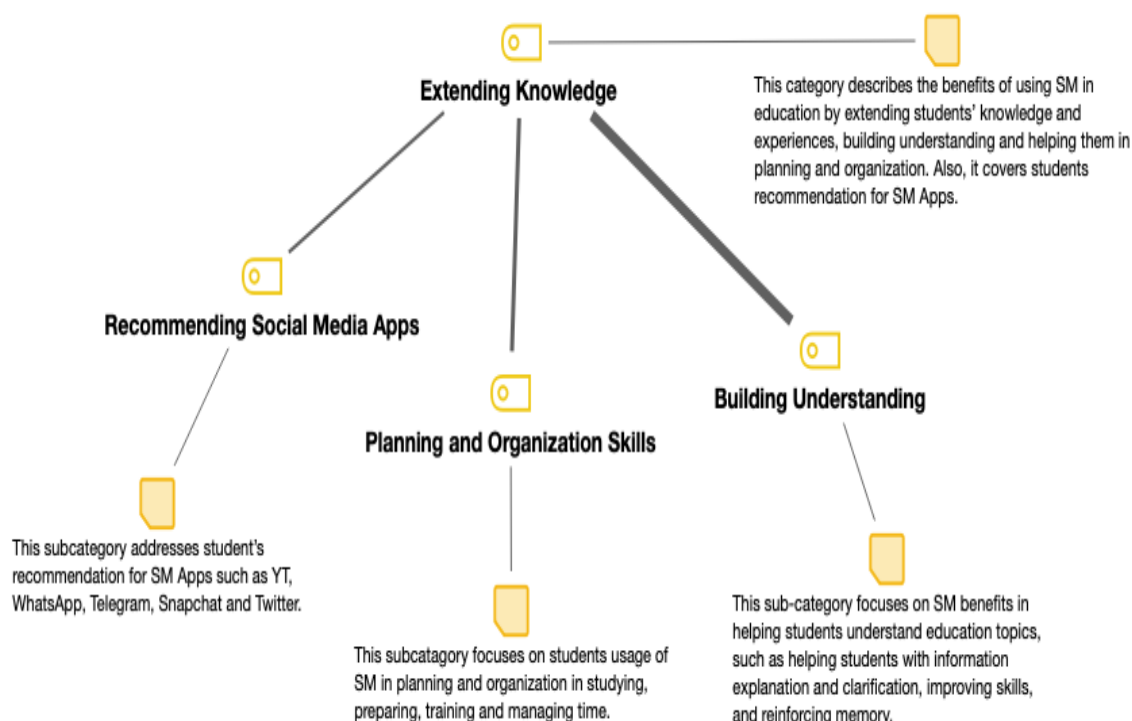 Extending Knowledge
This category describes the benefits of using SM in
education by extending students' knowledge and
experiences, building understanding and helping them in
planning and organization. Also, it covers students
recommendation for SM Apps.
Recommending Social Media Apps
Planning and Organization Skills
Building Understanding
This subcategory addresses student's
recommendation for SM Apps such as YT,
WhatsApp, Telegram, Snapchat and Twitter.
This subcatagory focuses on students usage of
SM in planning and organization in studying,
preparing, training and managing time.
This sub-category focuses on SM benefits in
helping students understand education topics,
such as helping students with information
explanation and clarification, improving skills,
and reinforcing memory.